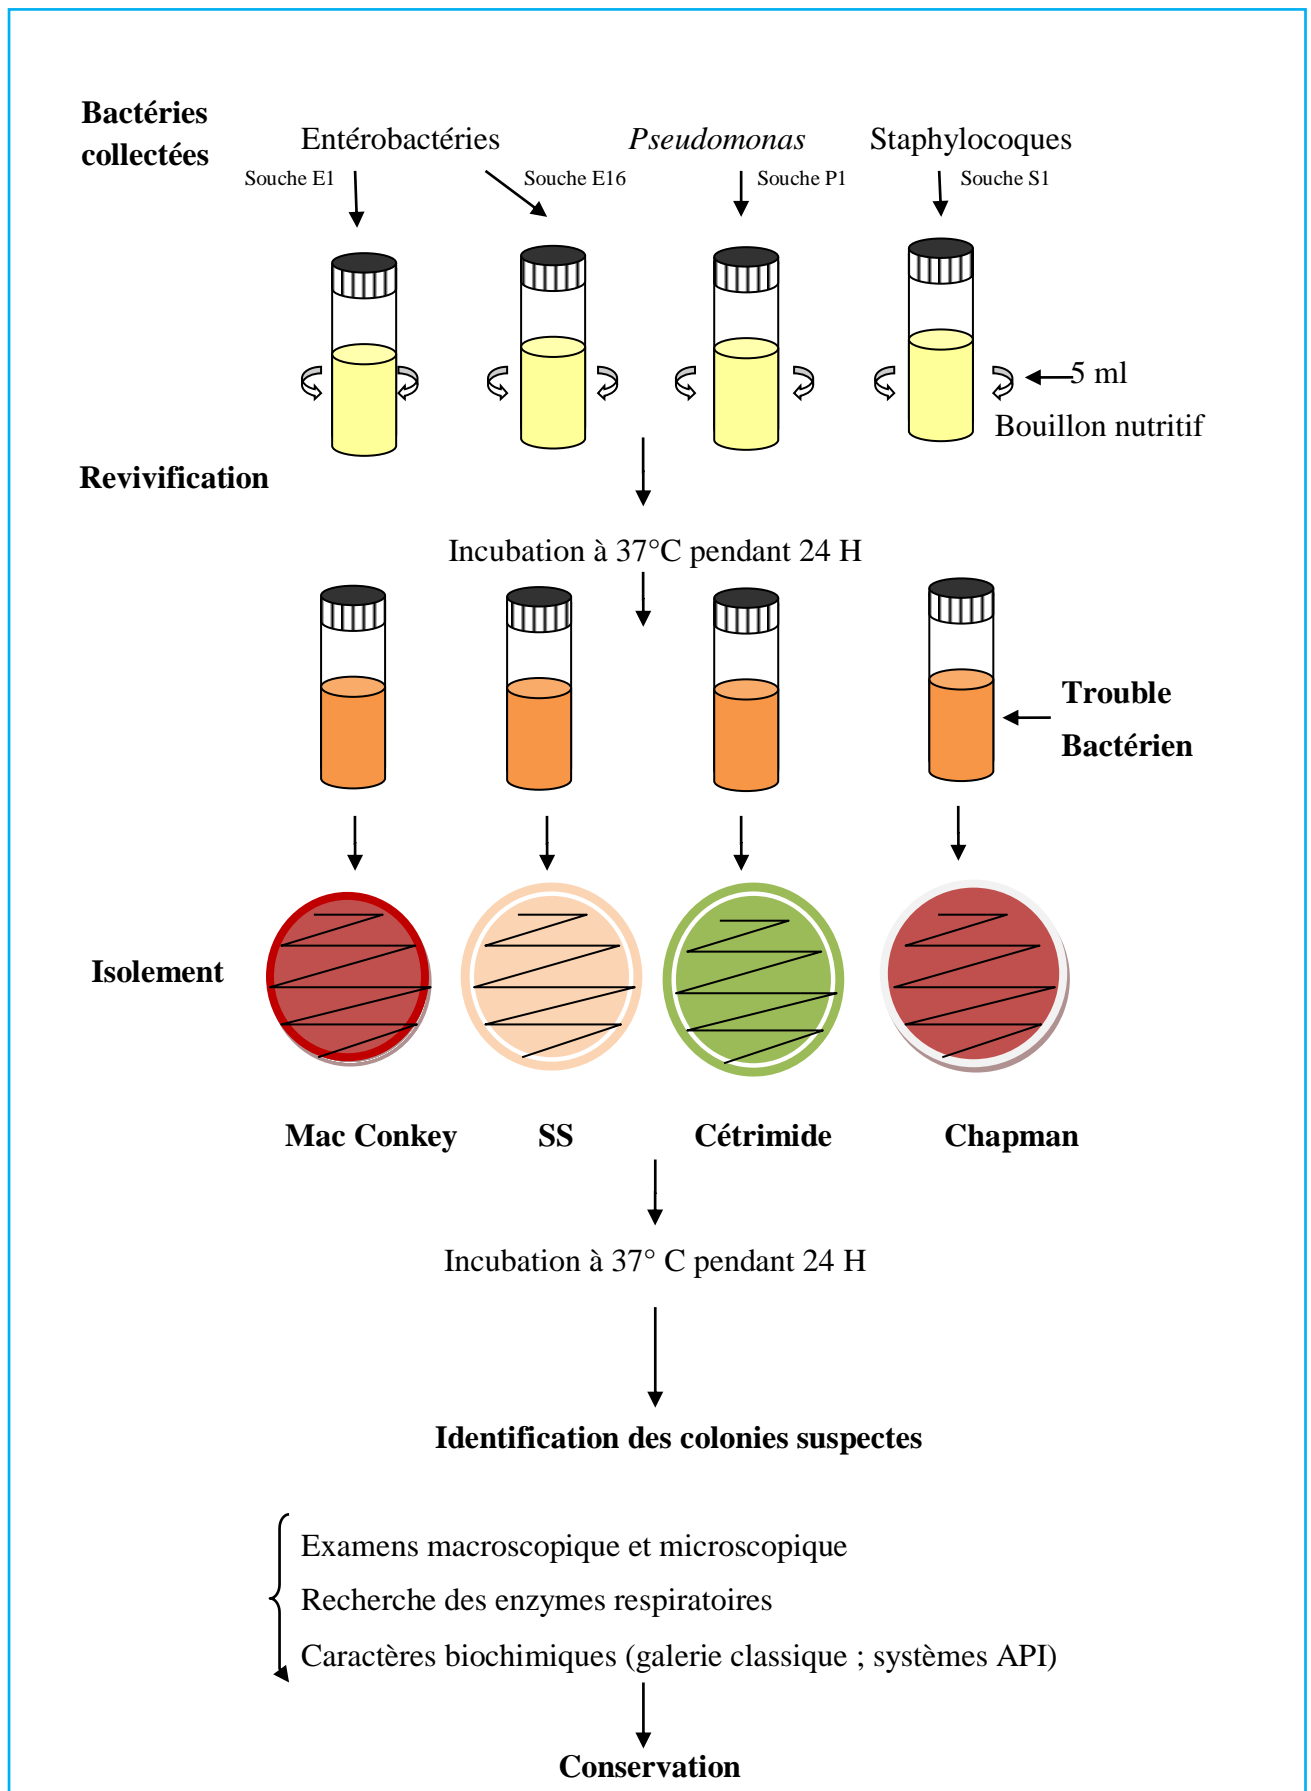 Bactéries
collectées
Entérobactéries
Pseudomonas
Staphylocoques
Souche E1
Souche E16
Souche P1
Souche S1
5 ml
Bouillon nutritif
Revivification
Incubation à 37°C pendant 24 H
Trouble
Bactérien
Isolement
Mac Conkey
SS
Cétrimide
Chapman
Incubation à 37° C pendant 24 H
Identification des colonies suspectes
Examens macroscopique et microscopique
Recherche des enzymes respiratoires
Caractères biochimiques (galerie classique ; systèmes API)
Conservation